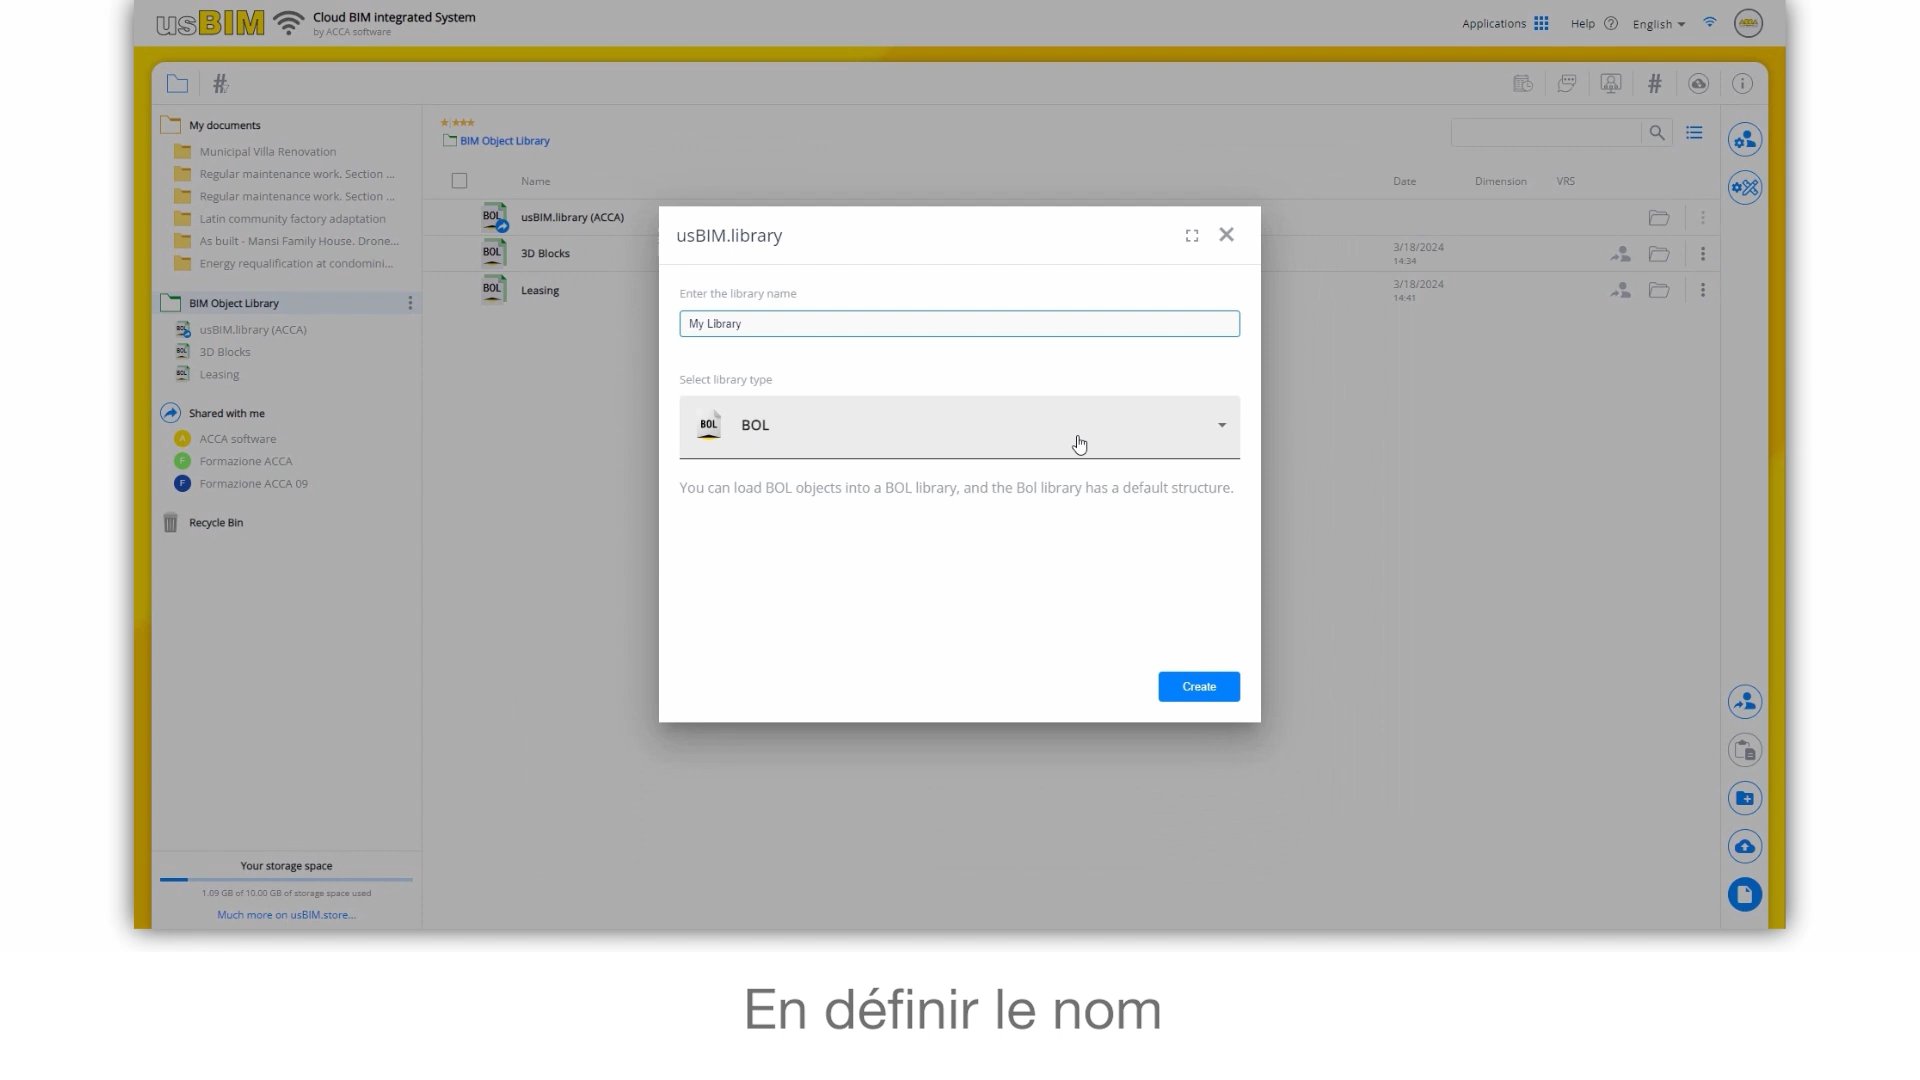 usBIM
Cloud BIM integrated System
by ACCA software
Applications
Help
English
ACCA
My documents
Municipal Villa Renovation
Regular maintenance work. Section ...
Regular maintenance work. Section ...
Latin community factory adaptation
As built - Mansi Family House. Drone...
Energy requalification at condomini...
BIM Object Library
BOL usBIM.library (ACCA)
BOL 3D Blocks
BOL Leasing
Shared with me
A ACCA software
F Formazione ACCA
F Formazione ACCA 09
Recycle Bin
Your storage space
1.09 GB of 10.00 GB of storage space used
Much more on usBIM.store...
BIM Object Library
Name
Date
Dimension
VRS
BOL usBIM.library (ACCA)
BOL 3D Blocks
3/18/2024
14:34
BOL Leasing
3/18/2024
14:41
usBIM.library
Enter the library name
My Library
Select library type
BOL BOL
You can load BOL objects into a BOL library, and the Bol library has a default structure.
Create
En définir le nom